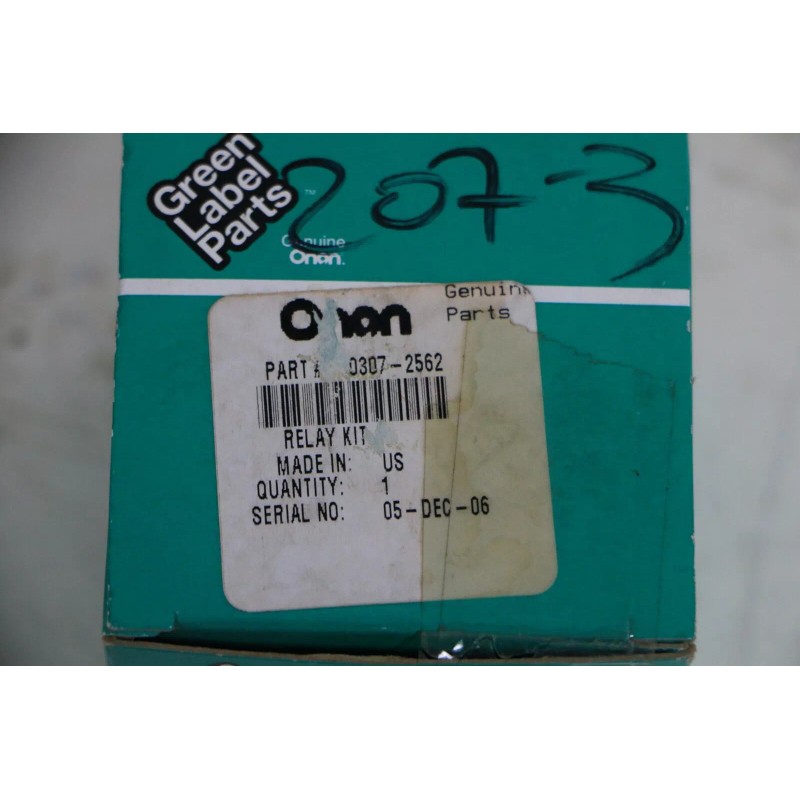 Green
Label
Parts™
207-3
Genuine
Onan.
Onan Genuine
Parts
PART # 0307-2562
RELAY KIT
MADE IN: US
QUANTITY: 1
SERIAL NO: 05-DEC-06